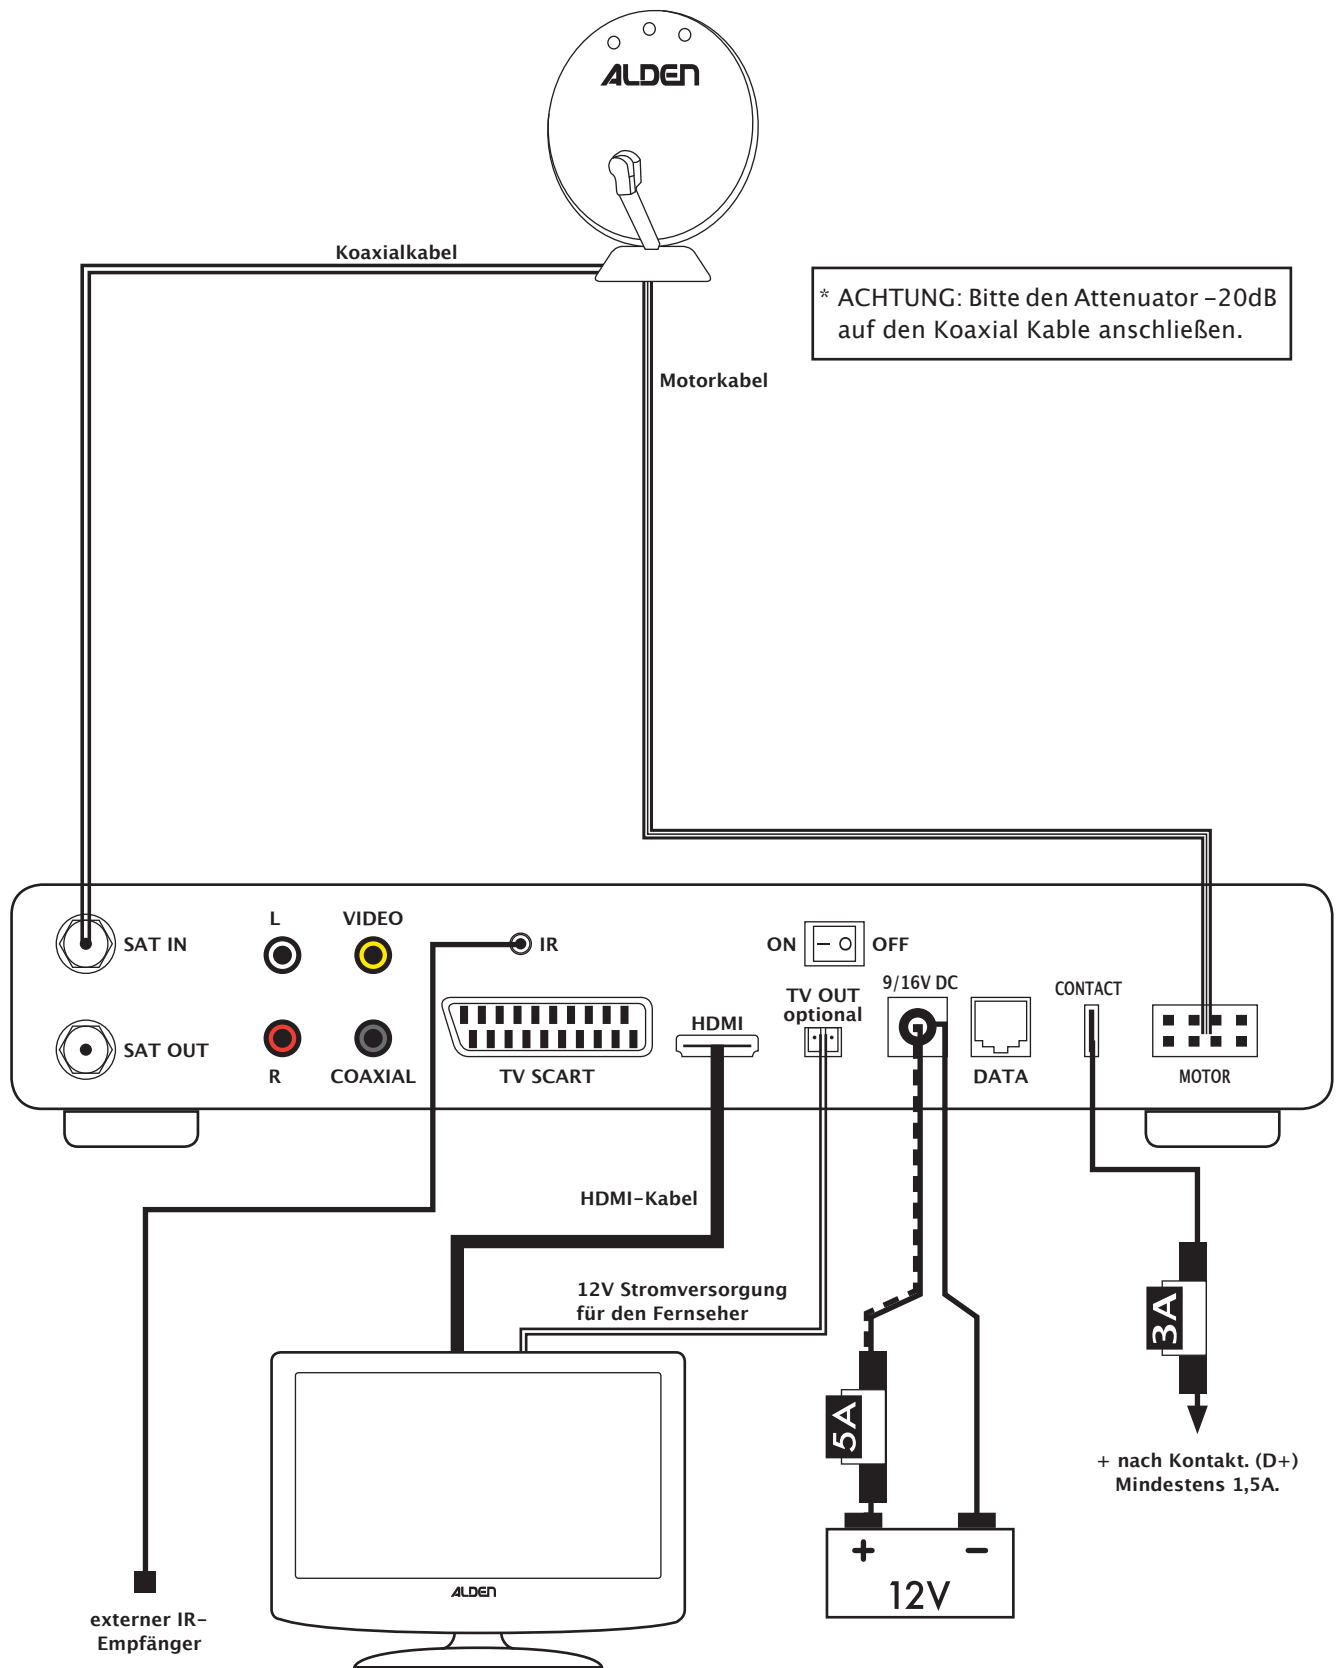 ALDEN
Koaxialkabel
* ACHTUNG: Bitte den Attenuator –20dB
auf den Koaxial Kable anschließen.
Motorkabel
SAT IN
L
VIDEO
IR
ON
OFF
TV OUT
optional
9/16V DC
CONTACT
SAT OUT
R
COAXIAL
TV SCART
HDMI
DATA
MOTOR
HDMI–Kabel
12V Stromversorgung
für den Fernseher
3A
5A
+ nach Kontakt. (D+)
Mindestens 1,5A.
+ –
12V
ALDEN
externer IR–
Empfänger